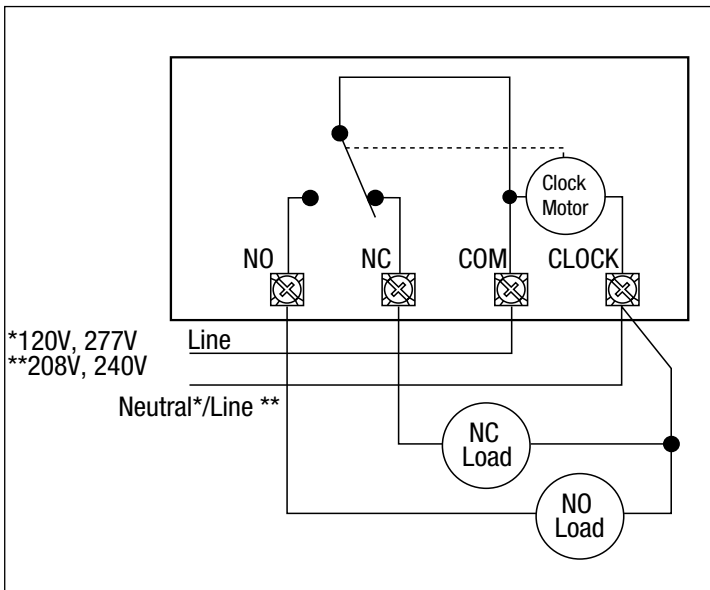 Clock
Motor
NO
NC
COM
CLOCK
*120V, 277V
**208V, 240V
Line
Neutral*/Line **
NC
Load
NO
Load